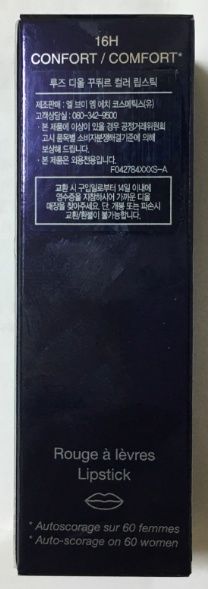 16H
CONFORT / COMFORT*
루즈 디올 꾸뛰르 컬러 립스틱
제조판매 : 엘 브이 엠 에치 코스메틱스(유)
고객상담실 : 080-342-9500
· 본 제품에 이상이 있을 경우 공정거래위원회
고시 품목별 소비자분쟁해결기준에 의해
보상해 드립니다.
· 본 제품은 외용전용입니다.
F042784XXXS-A
교환 시 구입일로부터 14일 이내에
영수증을 지참하시어 가까운 디올
매장을 찾아주세요. 단, 개봉 또는 파손시
교환/환불이 불가능합니다.
Rouge à lèvres
Lipstick
* Autoscorage sur 60 femmes
* Auto-scorage on 60 women